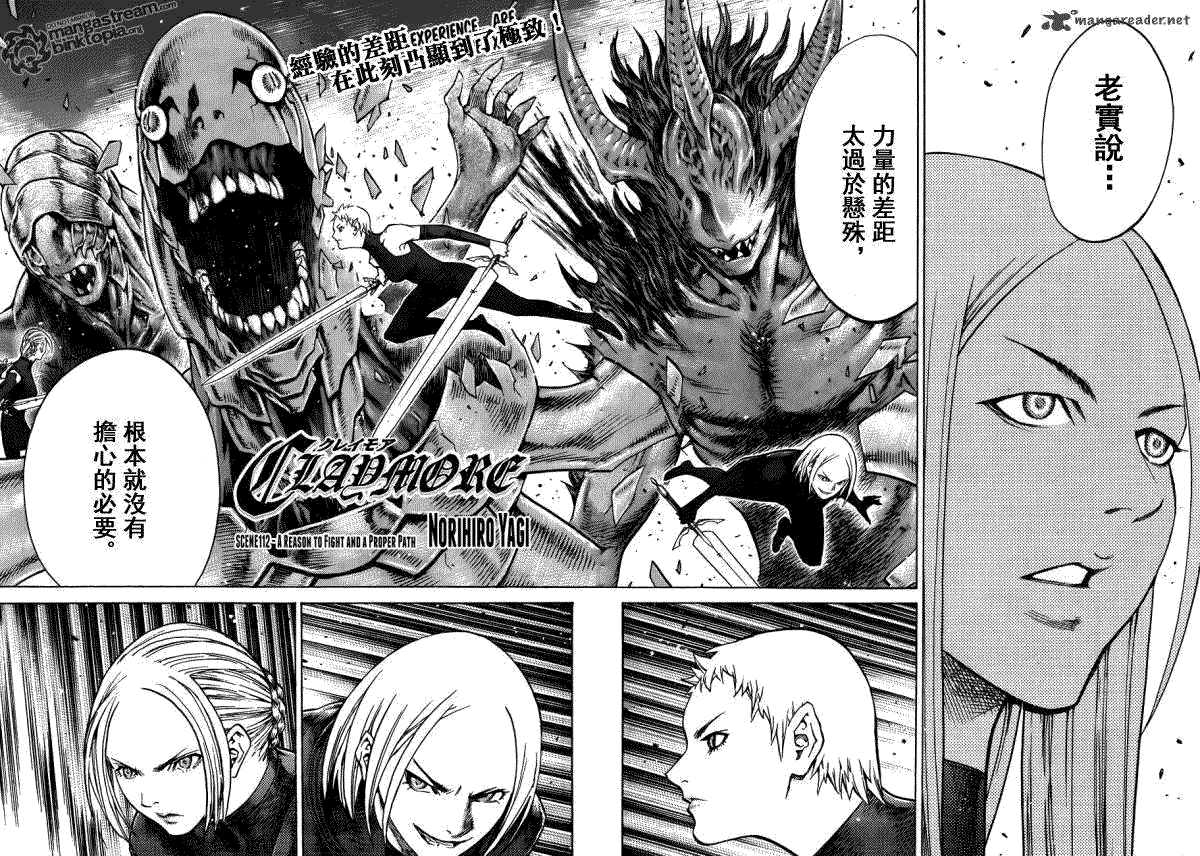 mangareader.net
老實說…
力量的差距
太過於懸殊，
經驗的差距 EXPERIENCE ARE
在此刻凸顯到了極致！
mangastream.com
binktopia.org
根本就沒有
擔心的必要。
クレイモア
CLAYMORE
SCENE112 - A REASON TO FIGHT AND A PROPER PATH
NORIHIRO YAGI